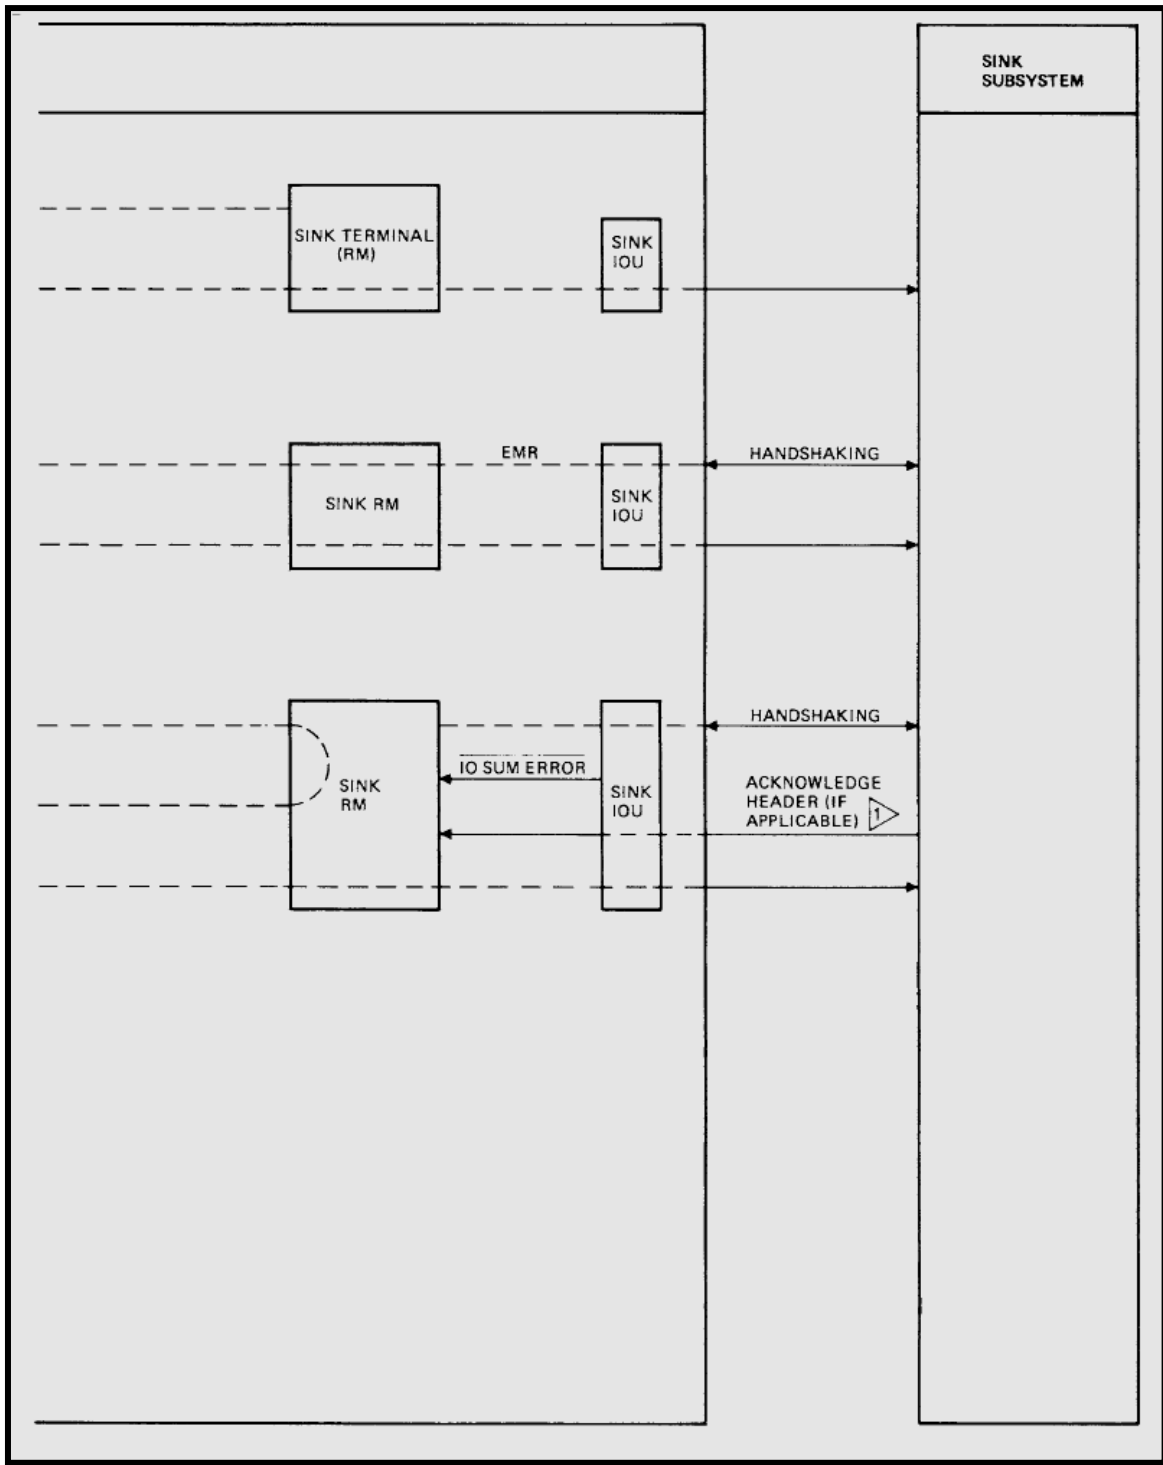 SINK
SUBSYSTEM
SINK TERMINAL
(RM)
SINK
IOU
EMR
HANDSHAKING
SINK RM
SINK
IOU
HANDSHAKING
IO SUM ERROR
SINK
RM
SINK
IOU
ACKNOWLEDGE
HEADER (IF
APPLICABLE)
1